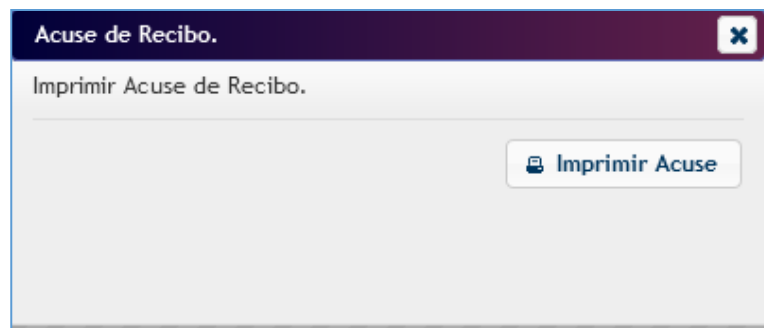 Acuse de Recibo.
Imprimir Acuse de Recibo.
Imprimir Acuse